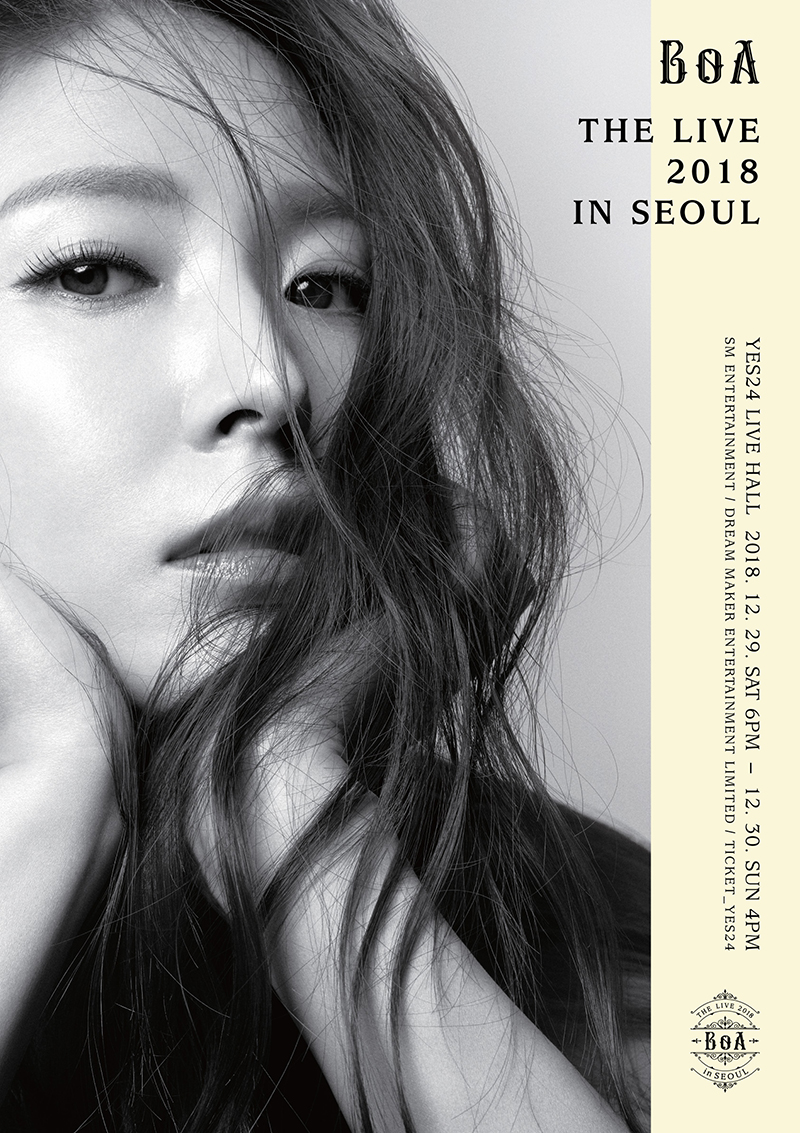 BoA
THE LIVE
2018
IN SEOUL
YES24 LIVE HALL 2018. 12. 29. SAT 6PM – 12. 30. SUN 4PM
SM ENTERTAINMENT / DREAM MAKER ENTERTAINMENT LIMITED / TICKET_YES24
THE LIVE 2018
BoA
in SEOUL